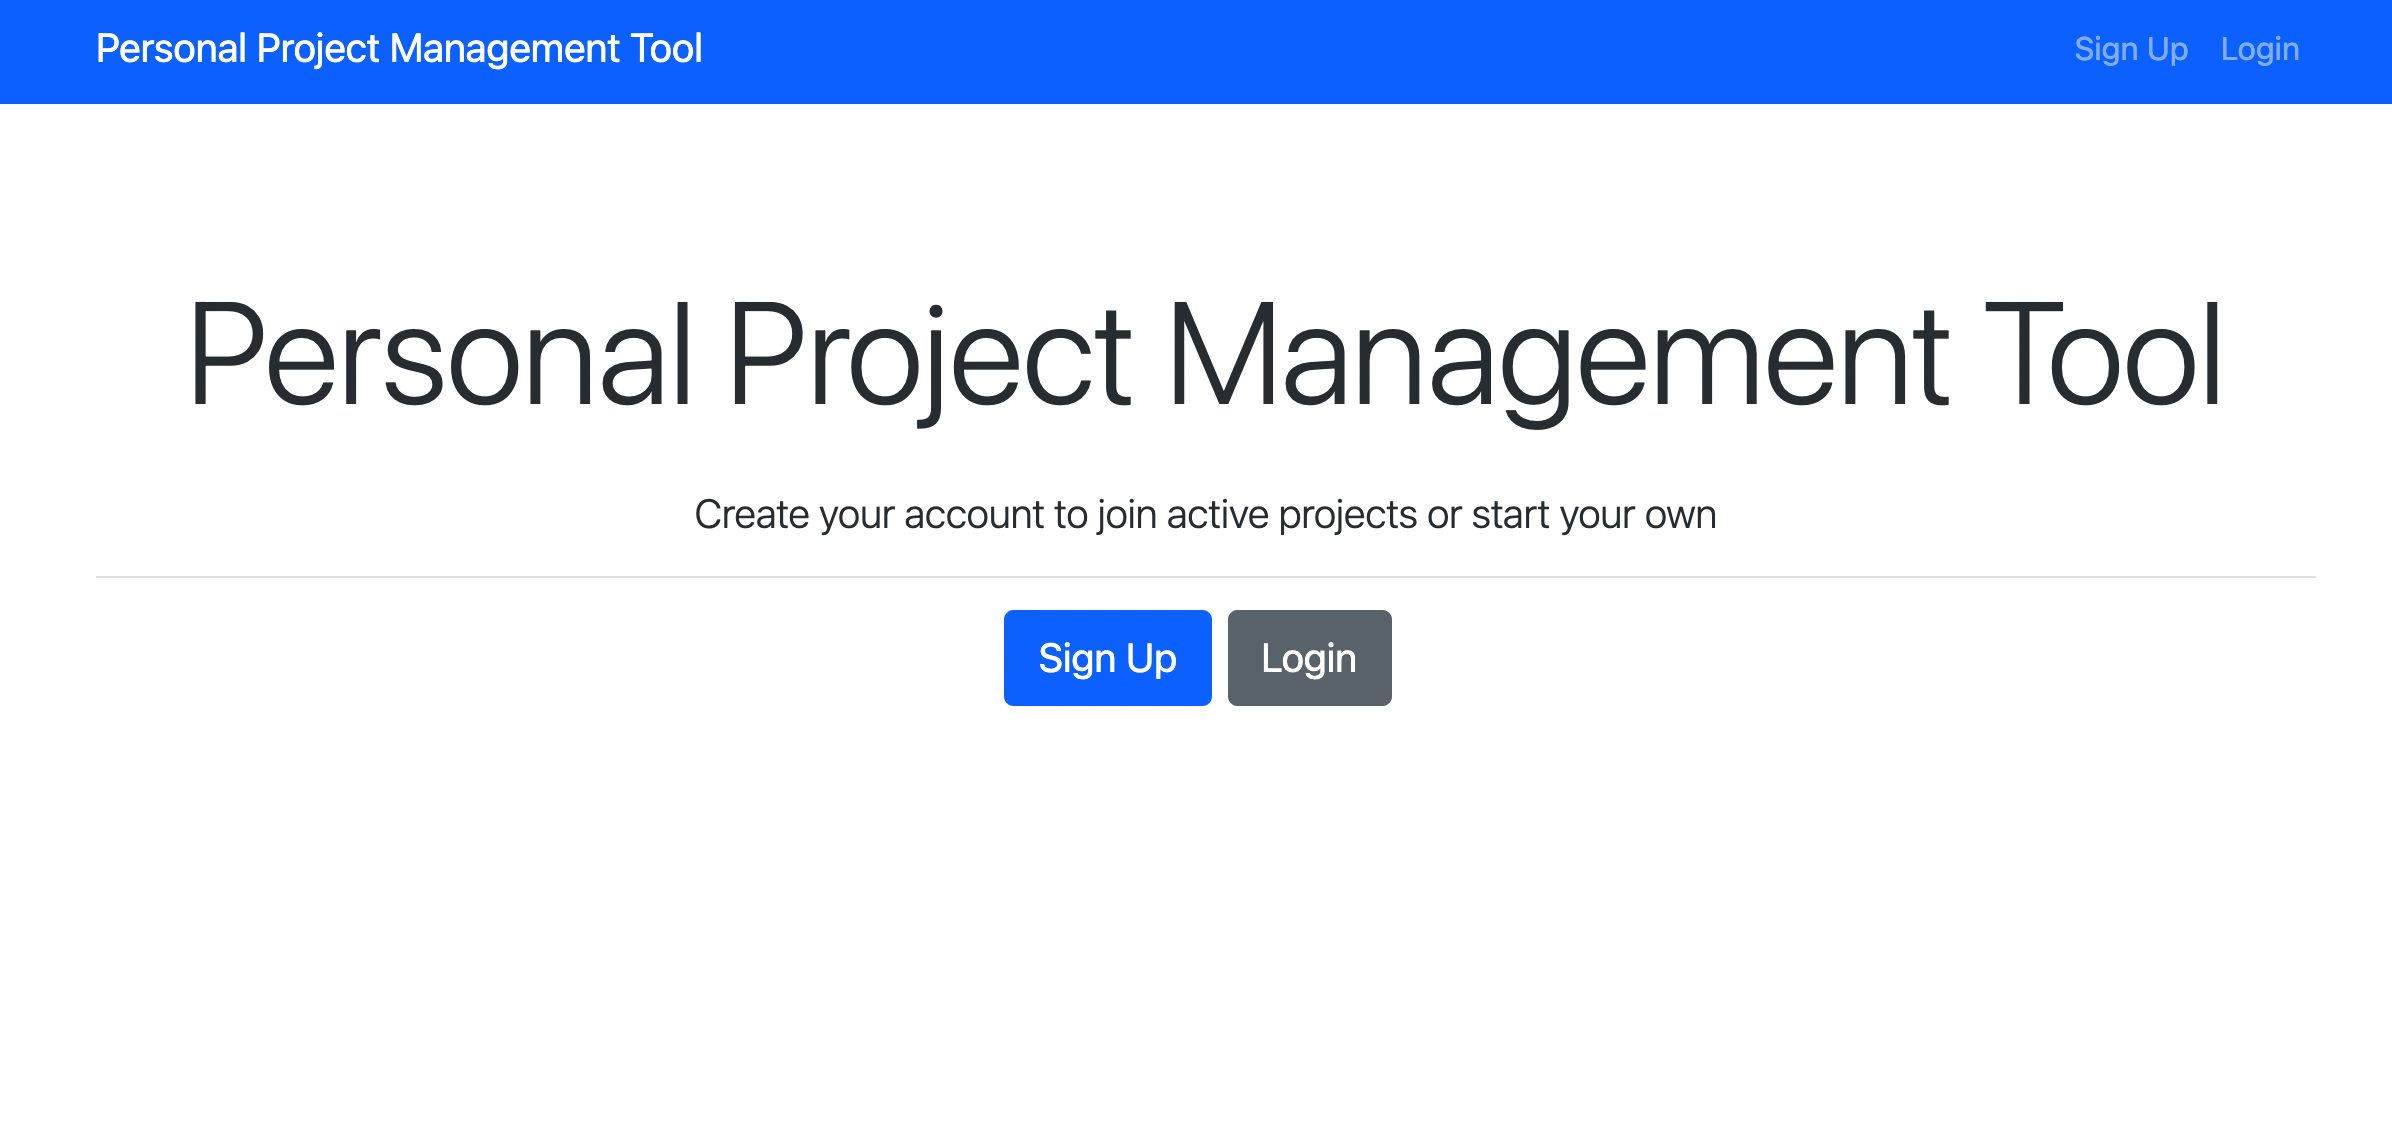 Personal Project Management Tool
Sign Up Login
Personal Project Management Tool
Create your account to join active projects or start your own
Sign Up Login